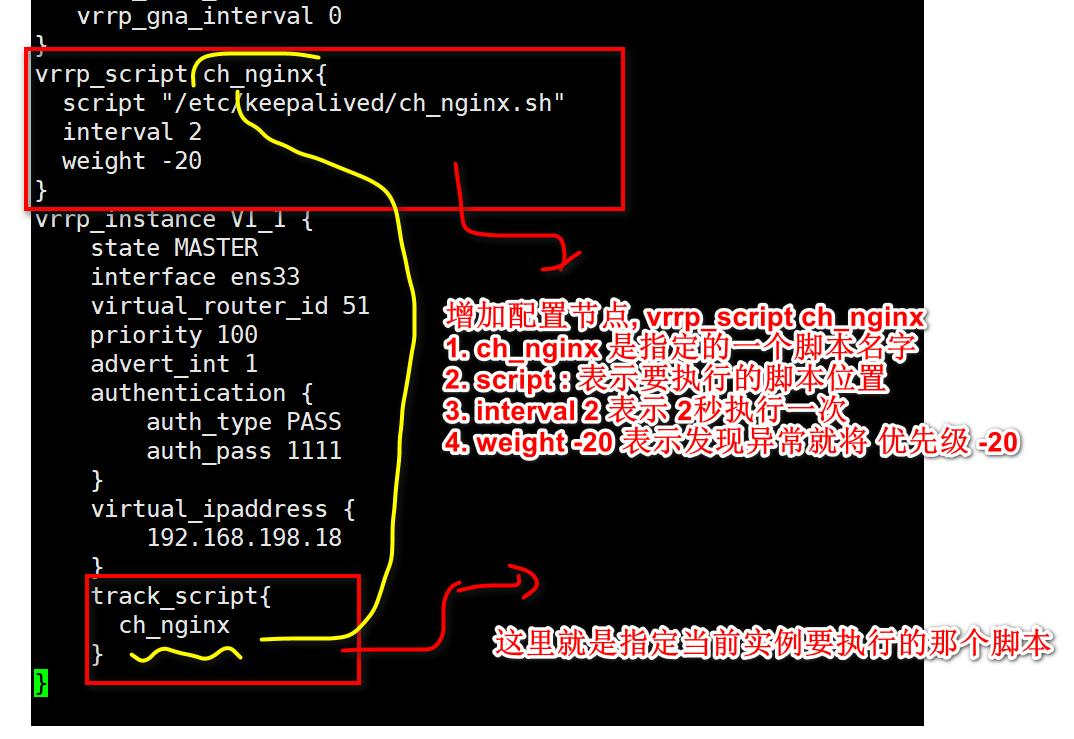 vrrp_gna_interval 0
}
vrrp_script ch_nginx{
script "/etc/keepalived/ch_nginx.sh"
interval 2
weight -20
}
vrrp_instance VI_1 {
state MASTER
interface ens33
virtual_router_id 51
priority 100
advert_int 1
authentication {
auth_type PASS
auth_pass 1111
}
virtual_ipaddress {
192.168.198.18
}
track_script{
ch_nginx
}
}
增加配置节点, vrrp_script ch_nginx
1. ch_nginx 是指定的一个脚本名字
2. script : 表示要执行的脚本位置
3. interval 2 表示 2秒执行一次
4. weight -20 表示发现异常就将 优先级 -20
这里就是指定当前实例要执行的那个脚本